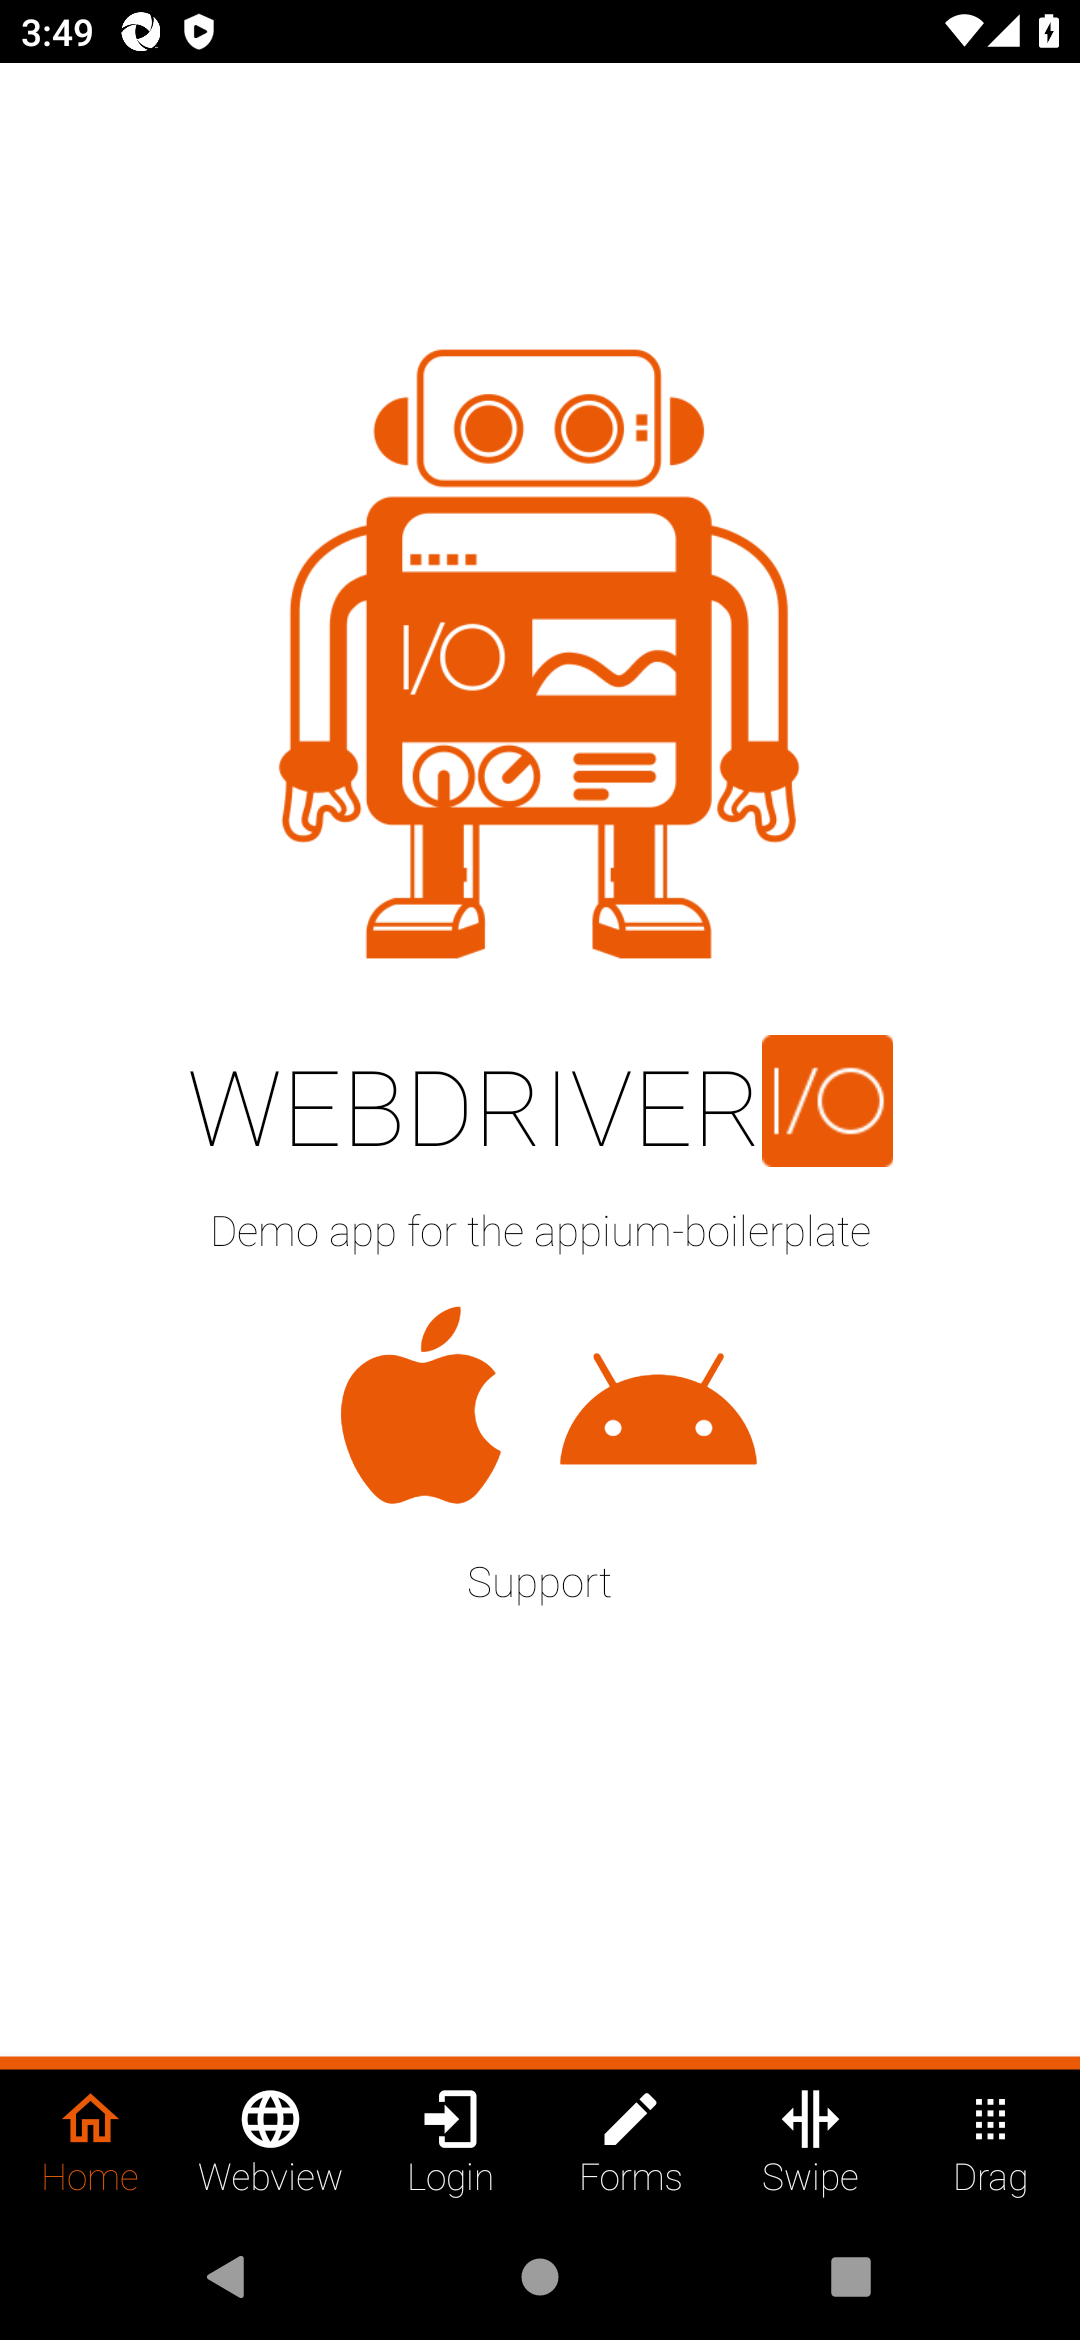 3:49
I/O
WEBDRIVER I/O
Demo app for the appium-boilerplate
Support
Home Webview Login Forms Swipe Drag